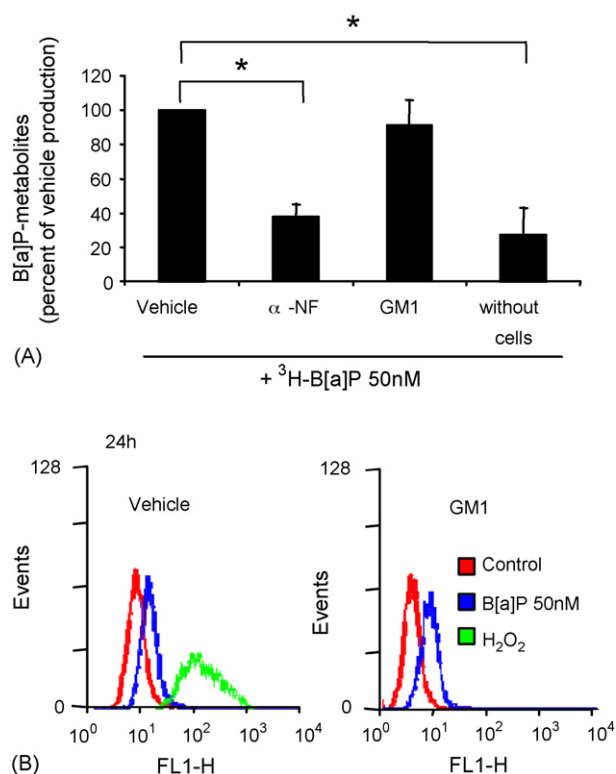 *
*
B[a]P-metabolites
(percent of vehicle production)
120
100
80
60
40
20
0
Vehicle α -NF GM1 without
cells
(A)
+ ³H-B[a]P 50nM
24h
128
Vehicle
Events
0
10⁰ 10¹ 10² 10³ 10⁴
FL1-H
128
GM1
Control
B[a]P 50nM
H₂O₂
Events
0
10⁰ 10¹ 10² 10³ 10⁴
FL1-H
(B)